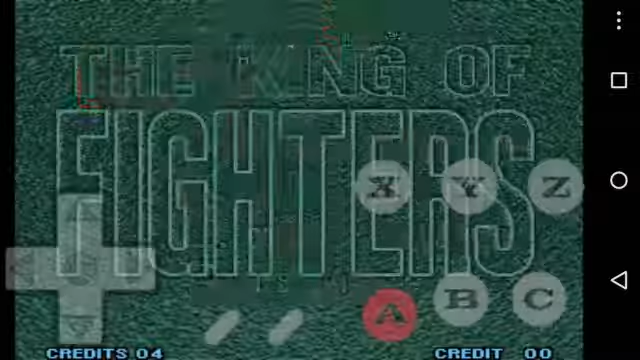 THE KING OF
FIGHTERS
X Y Z
A B C
CREDITS 04
CREDIT 00